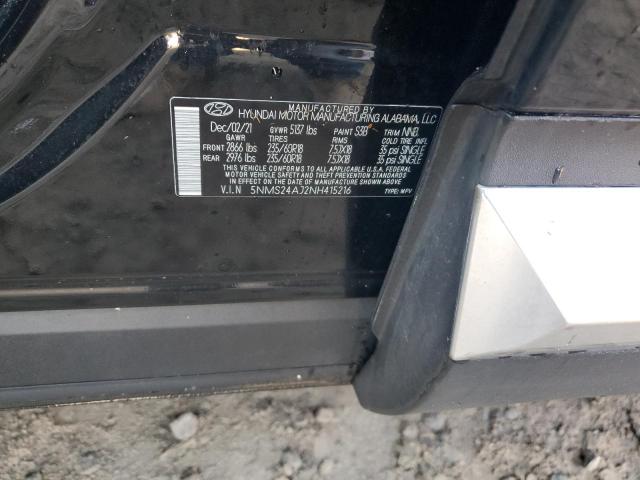 MANUFACTURED BY
HYUNDAI MOTOR MANUFACTURING ALABAMA, LLC
Dec/02/21 GVWR 5137 lbs PAINT S3B TRIM NNB
GAWR TIRES RIMS
FRONT 2866 lbs 235/60R18 7.5JX18 35 psi SINGLE
REAR 2976 lbs 235/60R18 7.5JX18 35 psi SINGLE
THIS VEHICLE CONFORMS TO ALL APPLICABLE U.S.A. FEDERAL
MOTOR VEHICLE SAFETY, BUMPER, AND
THEFT PREVENTION STANDARDS IN EFFECT ON THE DATE OF MANUFACTURE
SHOWN ABOVE.
V.I.N 5NMS24AJ2NH415216 TYPE: MPV